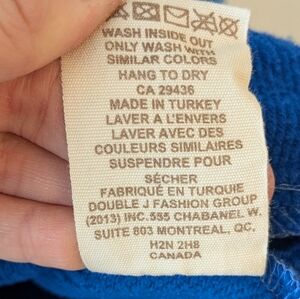 WASH INSIDE OUT
ONLY WASH WITH
SIMILAR COLORS
HANG TO DRY
CA 29436
MADE IN TURKEY
LAVER A L'ENVERS
LAVER AVEC DES
COULEURS SIMILAIRES
SUSPENDRE POUR
SÉCHER
FABRIQUÉ EN TURQUIE
DOUBLE J FASHION GROUP
(2013) INC.555 CHABANEL W.
SUITE 803 MONTREAL, QC.
H2N 2H8
CANADA